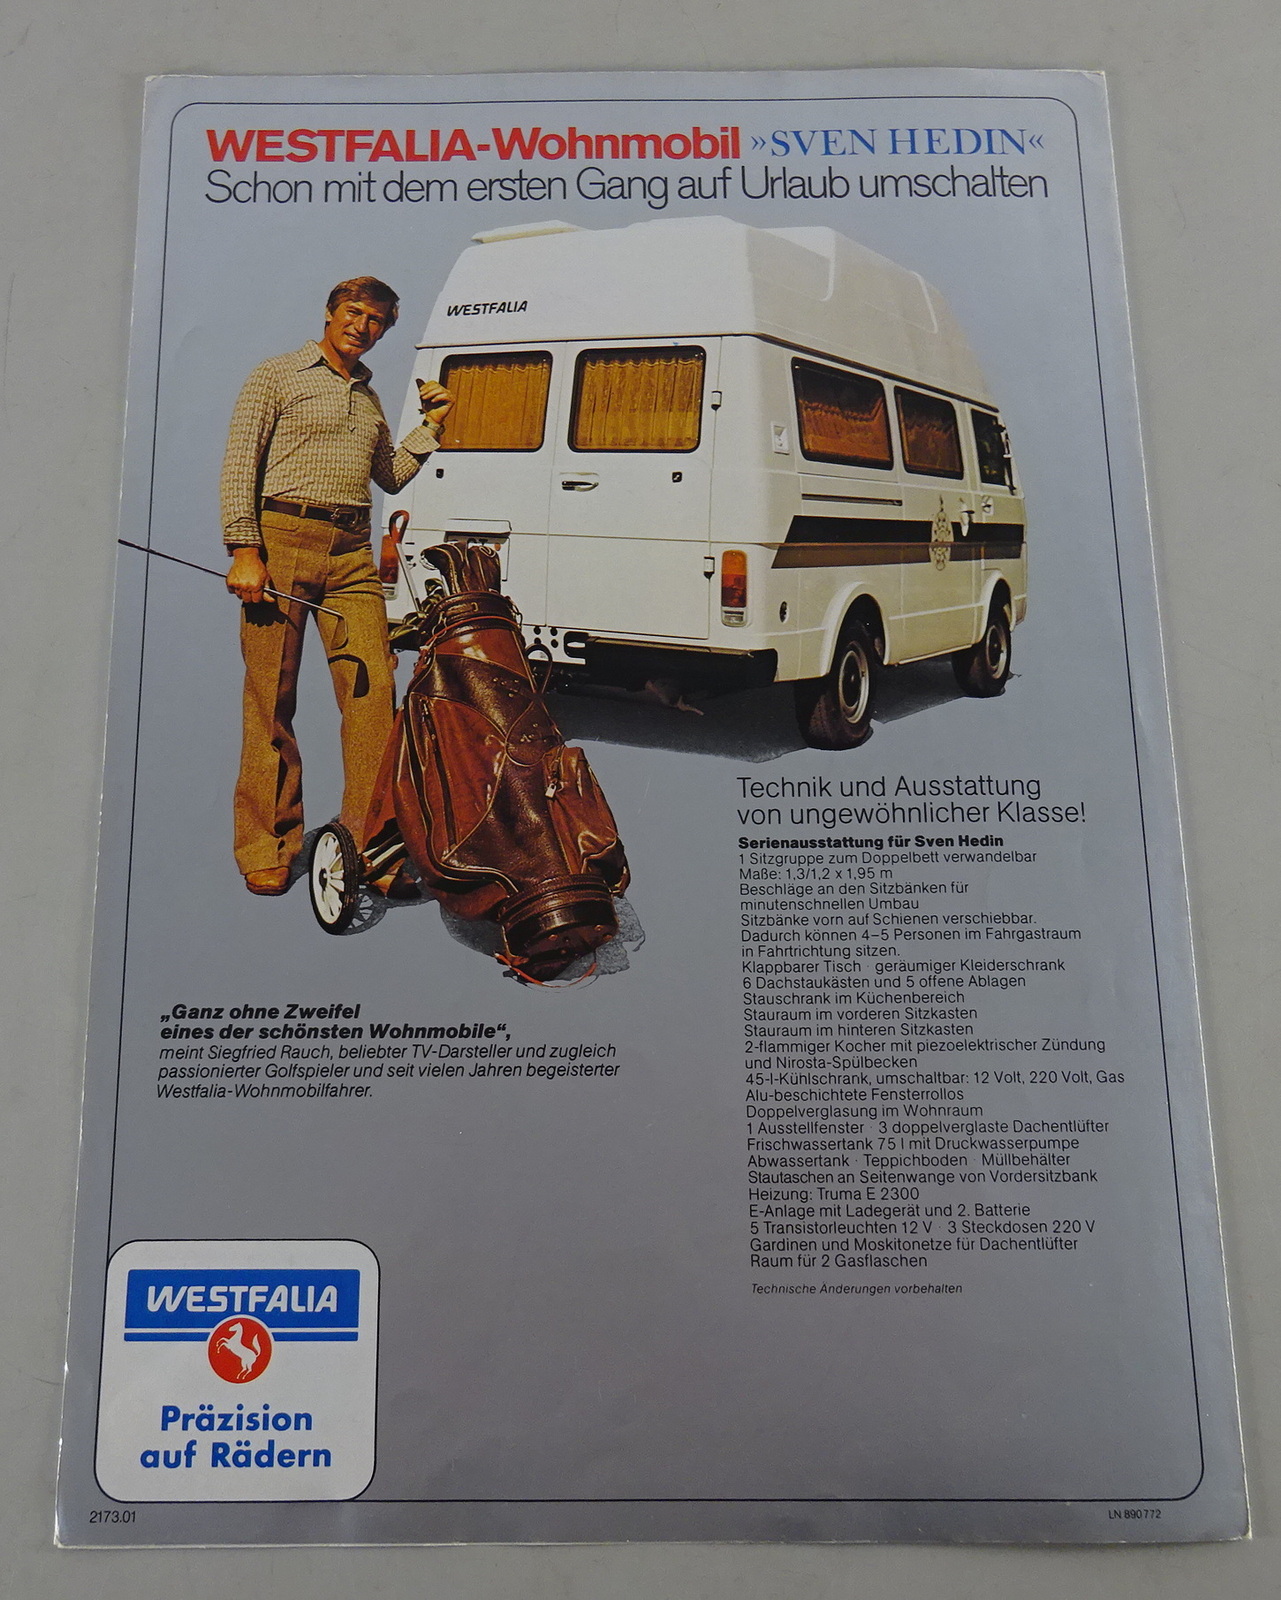 WESTFALIA-Wohnmobil »SVEN HEDIN«
Schon mit dem ersten Gang auf Urlaub umschalten
WESTFALIA
Technik und Ausstattung
von ungewöhnlicher Klasse!
Serienausstattung für Sven Hedin
1 Sitzgruppe zum Doppelbett verwandelbar
Maße: 1,3/1,2 x 1,95 m
Beschläge an den Sitzbänken für
minutenschnellen Umbau
Sitzbänke vorn auf Schienen verschiebbar.
Dadurch können 4–5 Personen im Fahrgastraum
in Fahrtrichtung sitzen.
Klappbarer Tisch · geräumiger Kleiderschrank
6 Dachstaukästen und 5 offene Ablagen
Stauschrank im Küchenbereich
Stauraum im vorderen Sitzkasten
Stauraum im hinteren Sitzkasten
2-flammiger Kocher mit piezoelektrischer Zündung
und Nirosta-Spülbecken
45-l-Kühlschrank, umschaltbar: 12 Volt, 220 Volt, Gas
Alu-beschichtete Fensterrollos
Doppelverglasung im Wohnraum
1 Ausstellfenster · 3 doppelverglaste Dachentlüfter
Frischwassertank 75 l mit Druckwasserpumpe
Abwassertank · Teppichboden · Müllbehälter
Stautaschen an Seitenwange von Vordersitzbank
Heizung: Truma E 2300
E-Anlage mit Ladegerät und 2. Batterie
5 Transistorleuchten 12 V · 3 Steckdosen 220 V
Gardinen und Moskitonetze für Dachentlüfter
Raum für 2 Gasflaschen
Technische Änderungen vorbehalten
„Ganz ohne Zweifel
eines der schönsten Wohnmobile“,
meint Siegfried Rauch, beliebter TV-Darsteller und zugleich
passionierter Golfspieler und seit vielen Jahren begeisterter
Westfalia-Wohnmobilfahrer.
WESTFALIA
Präzision
auf Rädern
2173.01
LN 890 772